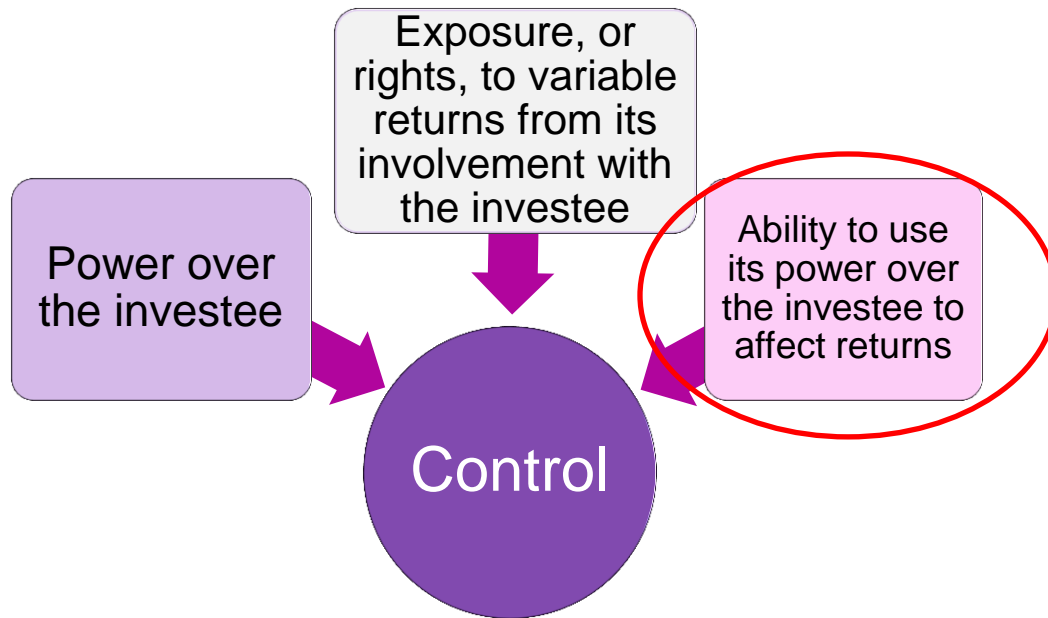 Exposure, or
rights, to variable
returns from its
involvement with
the investee
Power over
the investee
Ability to use
its power over
the investee to
affect returns
Control